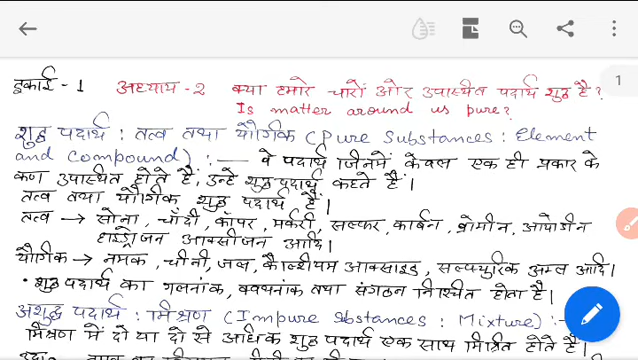 1
इकाई - 1 अध्याय - 2 क्या हमारे चारों ओर उपस्थित पदार्थ शुद्ध है?
Is matter around us pure?
शुद्ध पदार्थ : तत्व तथा यौगिक (Pure Substances : Element
and Compound) : — वे पदार्थ जिनमें केवल एक ही प्रकार के
कण उपस्थित होते हैं, उन्हें शुद्ध पदार्थ कहते हैं।
तत्व तथा यौगिक शुद्ध पदार्थ हैं।
तत्व → सोना, चाँदी, कॉपर, मर्करी, सल्फर, कार्बन, ब्रोमीन, आयोडीन
हाइड्रोजन आक्सीजन आदि।
यौगिक → नमक, चीनी, जल, कैल्शियम आक्साइड, सल्फ्युरिक अम्ल आदि।
• शुद्ध पदार्थ का गलनांक, क्वथनांक तथा संगठन निश्चित होता है।
अशुद्ध पदार्थ : मिश्रण (Impure Sbstances : Mixture) : -
मिश्रण में दो या दो से अधिक शुद्ध पदार्थ एक साथ मिश्रित होते हैं।